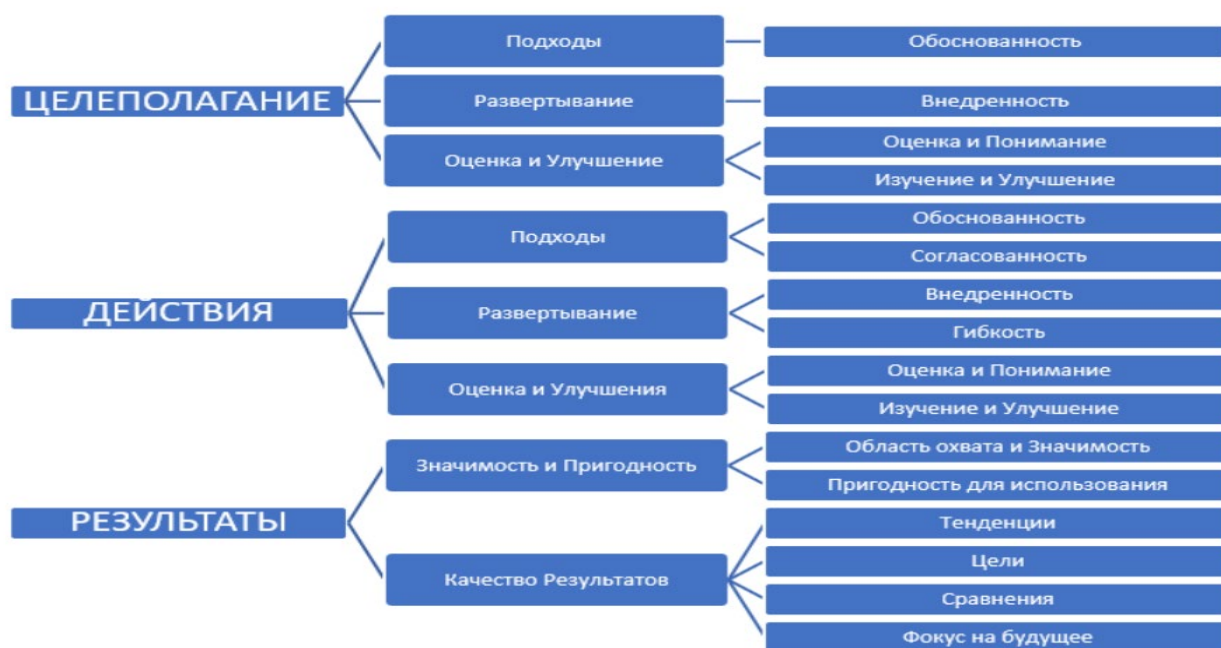 ЦЕЛЕПОЛАГАНИЕ
Подходы
Обоснованность
Развертывание
Внедренность
Оценка и Улучшение
Оценка и Понимание
Изучение и Улучшение
ДЕЙСТВИЯ
Подходы
Обоснованность
Согласованность
Развертывание
Внедренность
Гибкость
Оценка и Улучшения
Оценка и Понимание
Изучение и Улучшение
РЕЗУЛЬТАТЫ
Значимость и Пригодность
Область охвата и Значимость
Пригодность для использования
Качество Результатов
Тенденции
Цели
Сравнения
Фокус на будущее